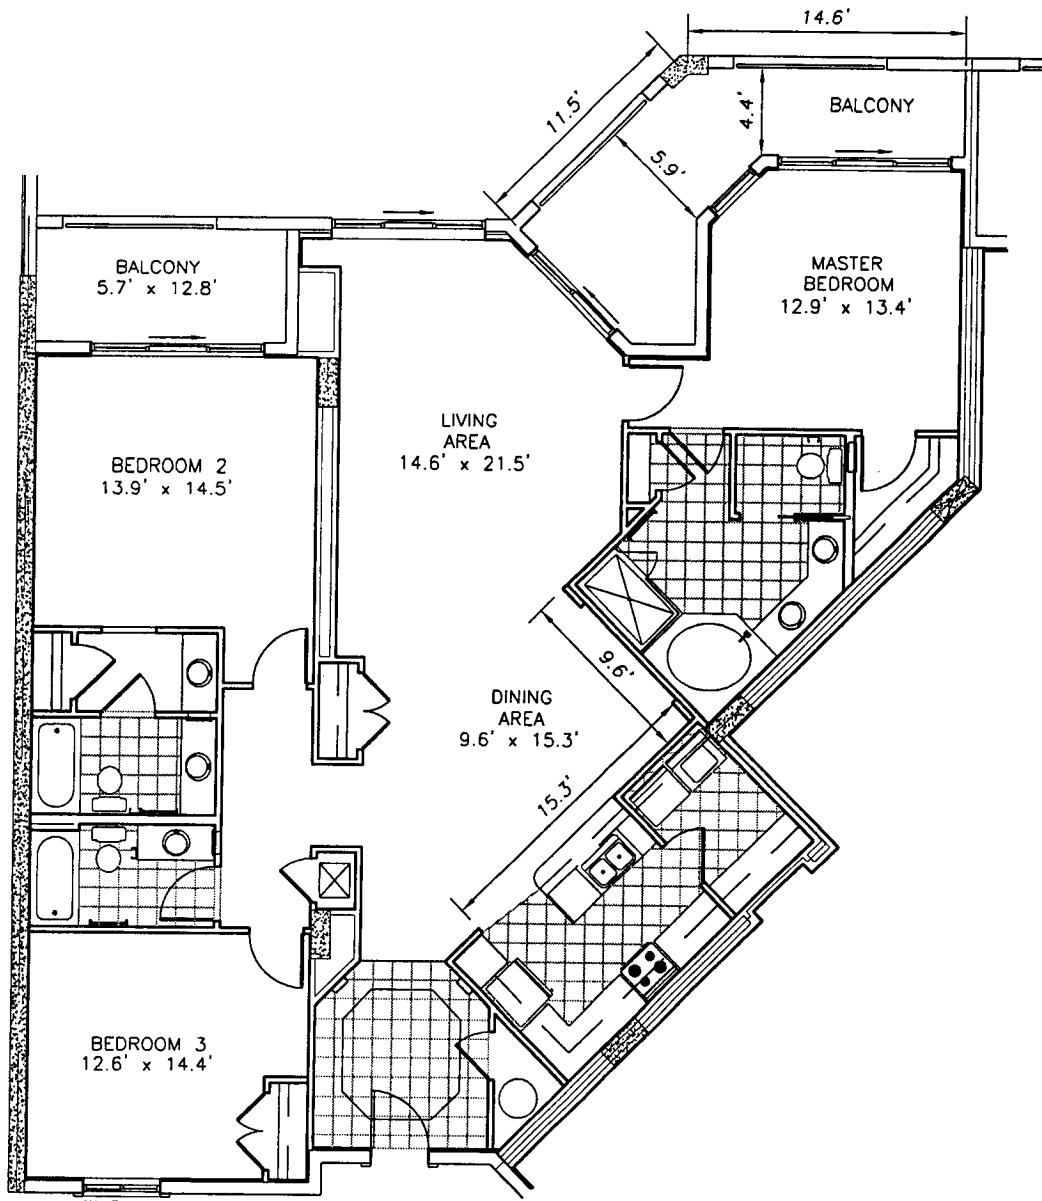 14.6'
11.5'
4.4'
BALCONY
5.9'
BALCONY
5.7' x 12.8'
MASTER
BEDROOM
12.9' x 13.4'
LIVING
AREA
14.6' x 21.5'
BEDROOM 2
13.9' x 14.5'
9.6'
DINING
AREA
9.6' x 15.3'
15.3'
BEDROOM 3
12.6' x 14.4'